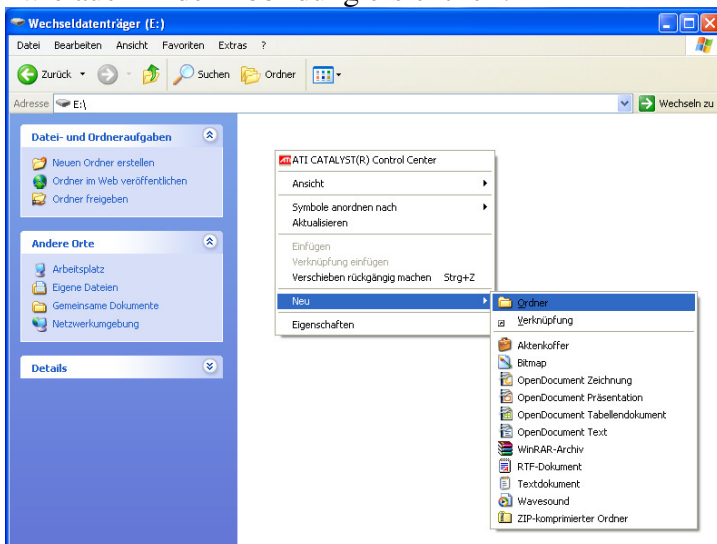 Wechseldatenträger (E:)
Datei Bearbeiten Ansicht Favoriten Extras ?
Zurück Suchen Ordner
Adresse E:\ Wechseln zu
Datei- und Ordneraufgaben
Neuen Ordner erstellen
Ordner im Web veröffentlichen
Ordner freigeben
Andere Orte
Arbeitsplatz
Eigene Dateien
Gemeinsame Dokumente
Netzwerkumgebung
Details
ATI CATALYST(R) Control Center
Ansicht
Symbole anordnen nach
Aktualisieren
Einfügen
Verknüpfung einfügen
Verschieben rückgängig machen Strg+Z
Neu
Eigenschaften
Ordner
Verknüpfung
Aktenkoffer
Bitmap
OpenDocument Zeichnung
OpenDocument Präsentation
OpenDocument Tabellendokument
OpenDocument Text
WinRAR-Archiv
RTF-Dokument
Textdokument
Wavesound
ZIP-komprimierter Ordner